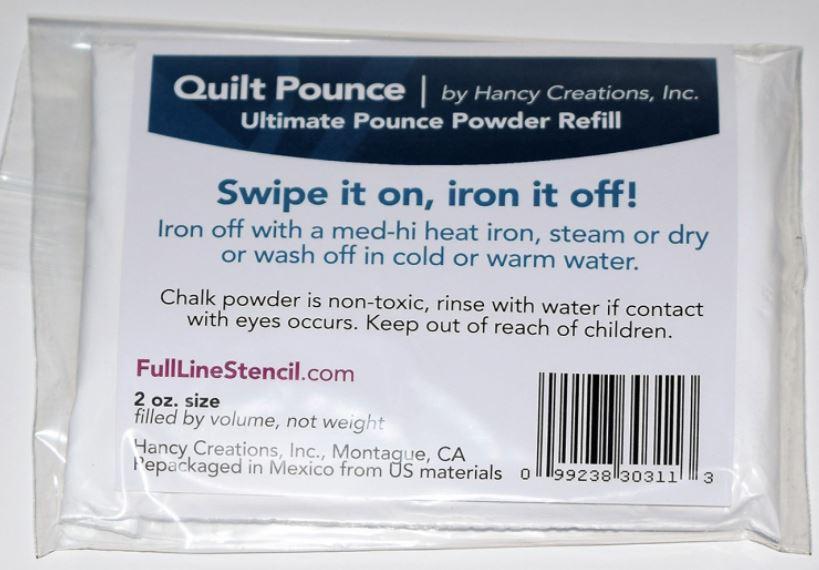 Quilt Pounce | by Hancy Creations, Inc.
Ultimate Pounce Powder Refill
Swipe it on, iron it off!
Iron off with a med-hi heat iron, steam or dry
or wash off in cold or warm water.
Chalk powder is non-toxic, rinse with water if contact
with eyes occurs. Keep out of reach of children.
FullLineStencil.com
2 oz. size
filled by volume, not weight
Hancy Creations, Inc., Montague, CA
Repackaged in Mexico from US materials
0 99238 30311 3